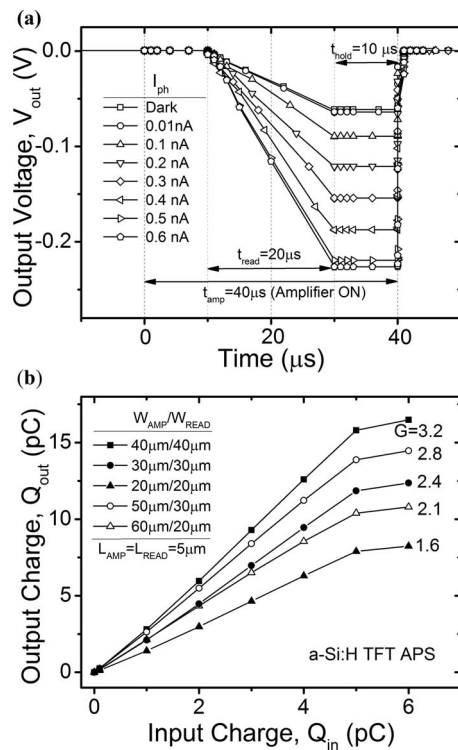 (a)
Output Voltage, V_out (V)
0.0
-0.1
-0.2
I_ph
Dark
0.01nA
0.1 nA
0.2 nA
0.3 nA
0.4 nA
0.5 nA
0.6 nA
t_hold=10 μs
t_read=20μs
t_amp=40μs (Amplifier ON)
0 20 40 60
Time (μs)
(b)
Output Charge, Q_out (pC)
15
10
5
0
W_AMP/W_READ
40μm/40μm
30μm/30μm
20μm/20μm
50μm/30μm
60μm/20μm
L_AMP=L_READ=5μm
G=3.2
2.8
2.4
2.1
1.6
a-Si:H TFT APS
0 1 2 3 4 5 6
Input Charge, Q_in (pC)